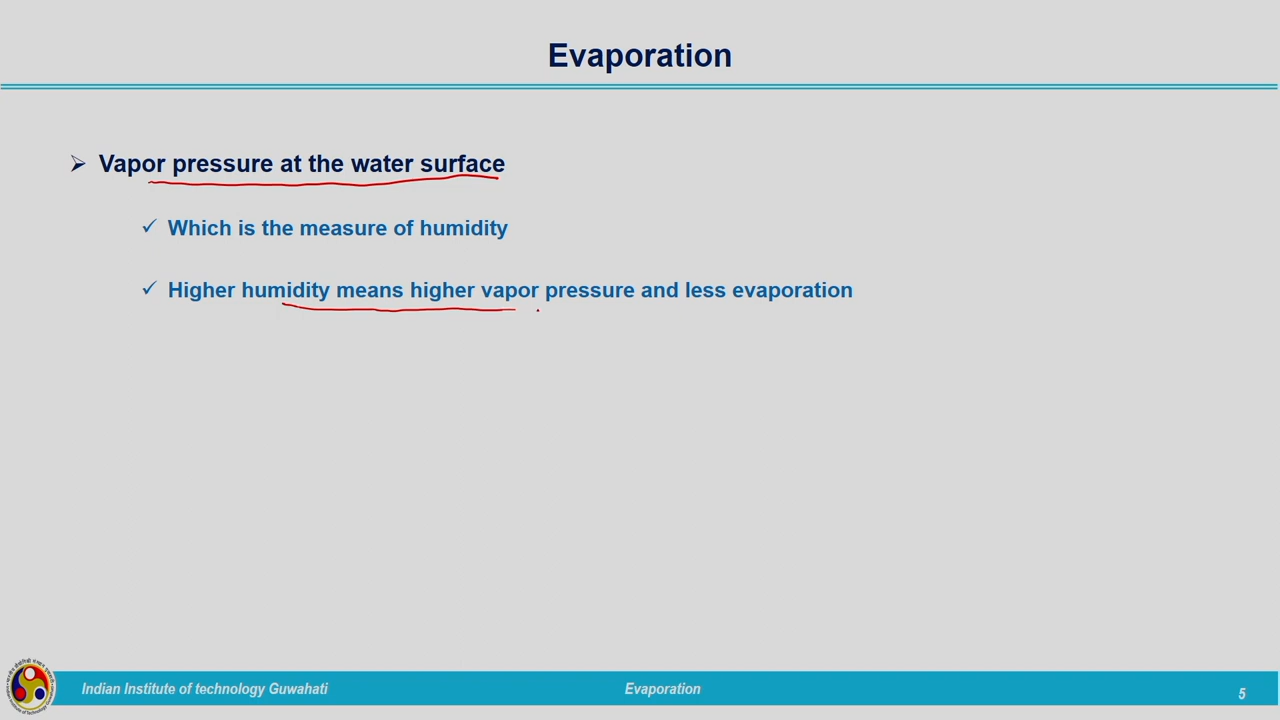 Evaporation
Vapor pressure at the water surface
Which is the measure of humidity
Higher humidity means higher vapor pressure and less evaporation
Indian Institute of technology Guwahati
Evaporation
5